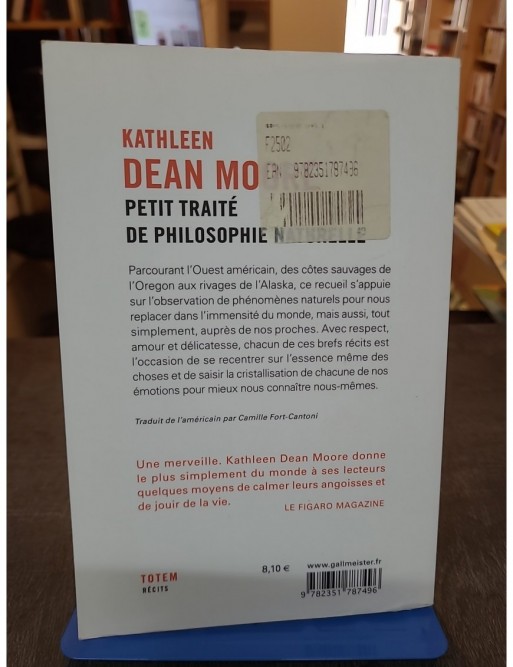 KATHLEEN
DEAN MOORE
PETIT TRAITÉ
DE PHILOSOPHIE NATURELLE
F2502
EAN 9782351787496
Parcourant l'Ouest américain, des côtes sauvages de
l'Oregon aux rivages de l'Alaska, ce recueil s'appuie
sur l'observation de phénomènes naturels pour nous
replacer dans l'immensité du monde, mais aussi, tout
simplement, auprès de nos proches. Avec respect,
amour et délicatesse, chacun de ces brefs récits est
l'occasion de se recentrer sur l'essence même des
choses et de saisir la cristallisation de chacune de nos
émotions pour mieux nous connaître nous-mêmes.
Traduit de l'américain par Camille Fort-Cantoni
Une merveille. Kathleen Dean Moore donne
le plus simplement du monde à ses lecteurs
quelques moyens de calmer leurs angoisses et
de jouir de la vie.
LE FIGARO MAGAZINE
TOTEM
RÉCITS
8,10 €
www.gallmeister.fr
9 782351 787496